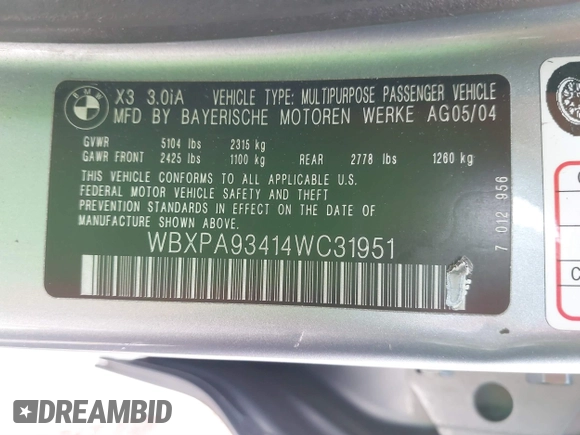 BMW
X3 3.0iA VEHICLE TYPE: MULTIPURPOSE PASSENGER VEHICLE
MFD BY BAYERISCHE MOTOREN WERKE AG05/04
GVWR 5104 lbs 2315 kg
GAWR FRONT 2425 lbs 1100 kg REAR 2778 lbs 1260 kg
THIS VEHICLE CONFORMS TO ALL APPLICABLE U.S.
FEDERAL MOTOR VEHICLE SAFETY AND THEFT
PREVENTION STANDARDS IN EFFECT ON THE DATE OF
MANUFACTURE SHOWN ABOVE.
WBXPA93414WC31951
7 012 956
DREAMBID